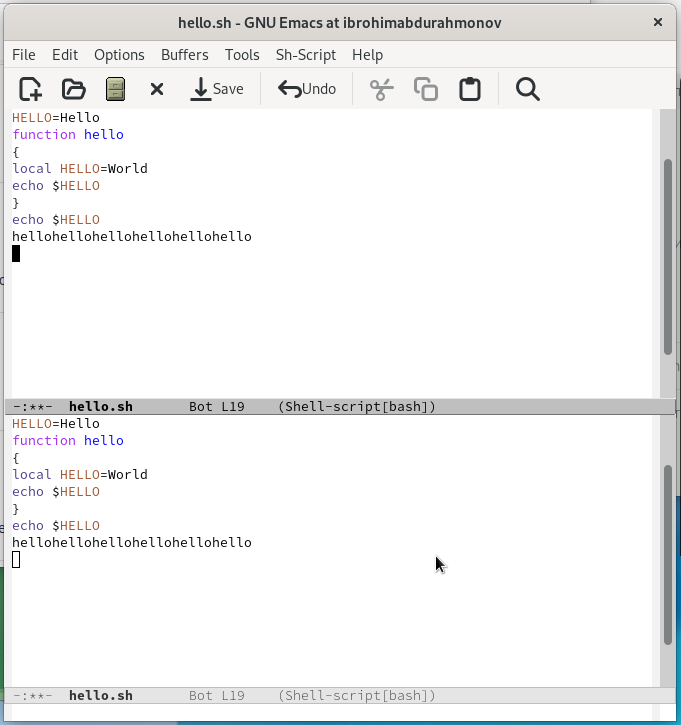 hello.sh - GNU Emacs at ibrohimabdurahmonov
File Edit Options Buffers Tools Sh-Script Help
Save Undo
HELLO=Hello
function hello
{
local HELLO=World
echo $HELLO
}
echo $HELLO
hellohellohellohellohellohello
-:**- hello.sh Bot L19 (Shell-script[bash])
HELLO=Hello
function hello
{
local HELLO=World
echo $HELLO
}
echo $HELLO
hellohellohellohellohellohello
-:**- hello.sh Bot L19 (Shell-script[bash])